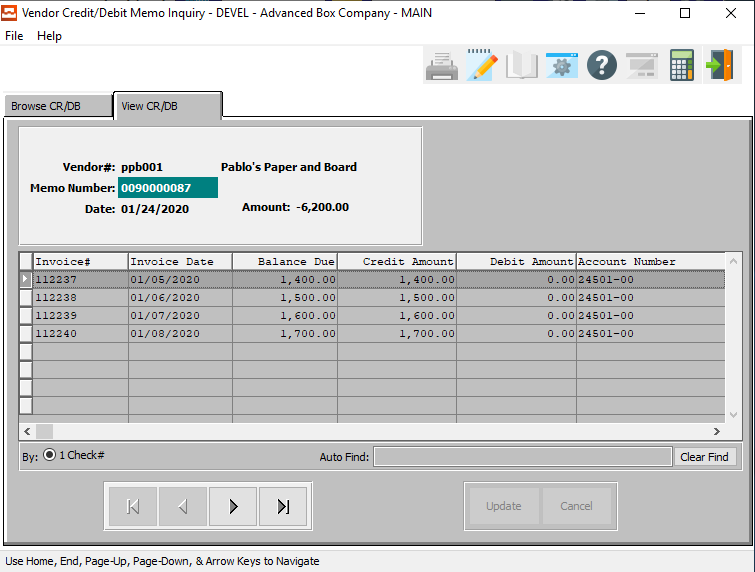 Vendor Credit/Debit Memo Inquiry - DEVEL - Advanced Box Company - MAIN
File Help
Browse CR/DB View CR/DB
Vendor#: ppb001 Pablo's Paper and Board
Memo Number: 0090000087
Date: 01/24/2020 Amount: -6,200.00
Invoice# Invoice Date Balance Due Credit Amount Debit Amount Account Number
112237 01/05/2020 1,400.00 1,400.00 0.00 24501-00
112238 01/06/2020 1,500.00 1,500.00 0.00 24501-00
112239 01/07/2020 1,600.00 1,600.00 0.00 24501-00
112240 01/08/2020 1,700.00 1,700.00 0.00 24501-00
By: 1 Check# Auto Find: Clear Find
Update Cancel
Use Home, End, Page-Up, Page-Down, & Arrow Keys to Navigate